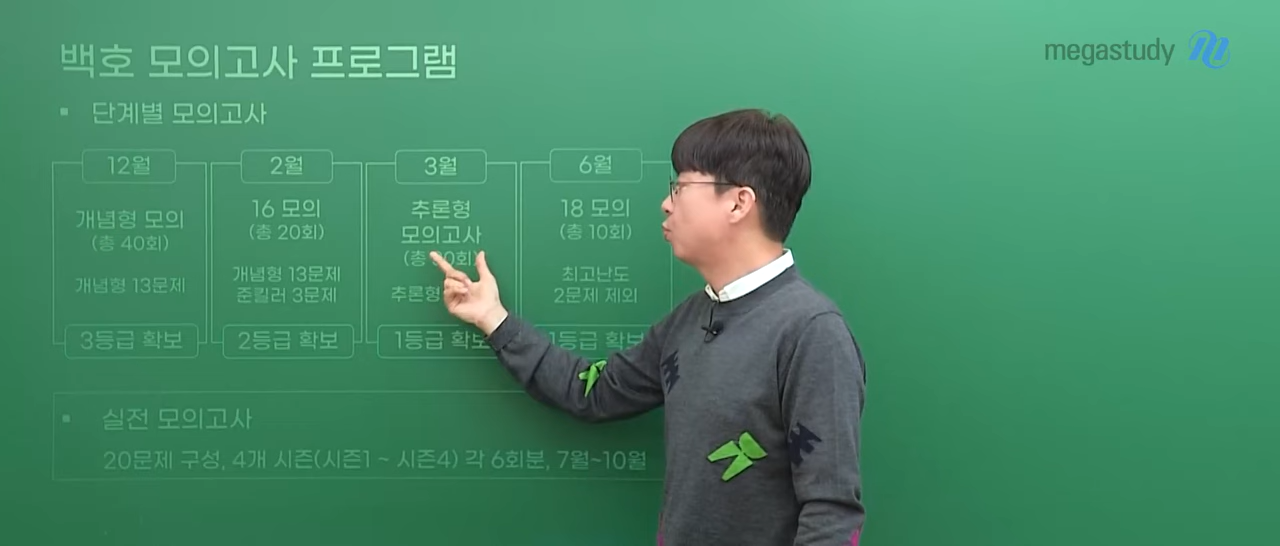 백호 모의고사 프로그램
megastudy
단계별 모의고사
12월
개념형 모의
(총 40회)
개념형 13문제
3등급 확보
2월
16 모의
(총 20회)
개념형 13문제
준킬러 3문제
2등급 확보
3월
추론형
모의고사
(총
추론형
1등급 확보
6월
18 모의
(총 10회)
최고난도
2문제 제외
1등급 확보
실전 모의고사
20문제 구성, 4개 시즌(시즌1 ~ 시즌4) 각 6회분, 7월~10월